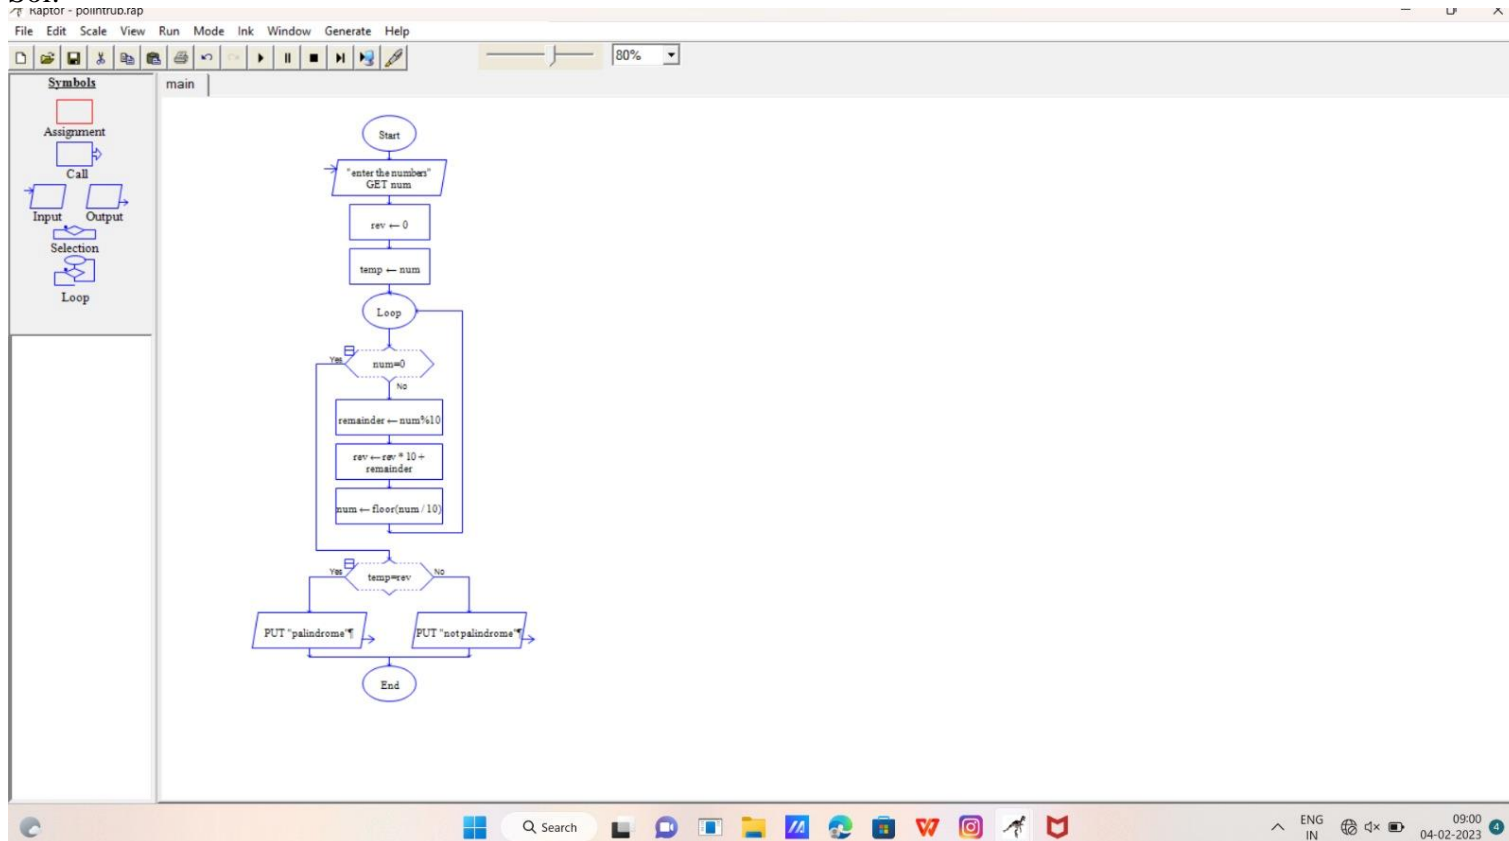 Sol:
Raptor - polintrub.rap
File Edit Scale View Run Mode Ink Window Generate Help
80%
Symbols
main
Assignment
Call
Input Output
Selection
Loop
Start
"enter the numbers"
GET num
rev ← 0
temp ← num
Loop
Yes
num=0
No
remainder ← num%10
rev ← rev * 10 +
remainder
num ← floor(num / 10)
Yes
temp=rev
No
PUT "palindrome"¶
PUT "not palindrome"¶
End
Search
ENG
IN
09:00
04-02-2023
4